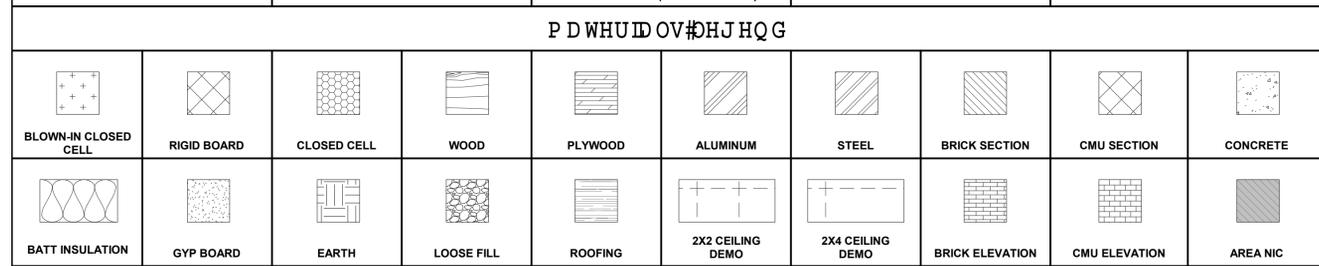 PDWHULDOV#OHJHQG
BLOWN-IN CLOSED
CELL
RIGID BOARD
CLOSED CELL
WOOD
PLYWOOD
ALUMINUM
STEEL
BRICK SECTION
CMU SECTION
CONCRETE
BATT INSULATION
GYP BOARD
EARTH
LOOSE FILL
ROOFING
2X2 CEILING
DEMO
2X4 CEILING
DEMO
BRICK ELEVATION
CMU ELEVATION
AREA NIC